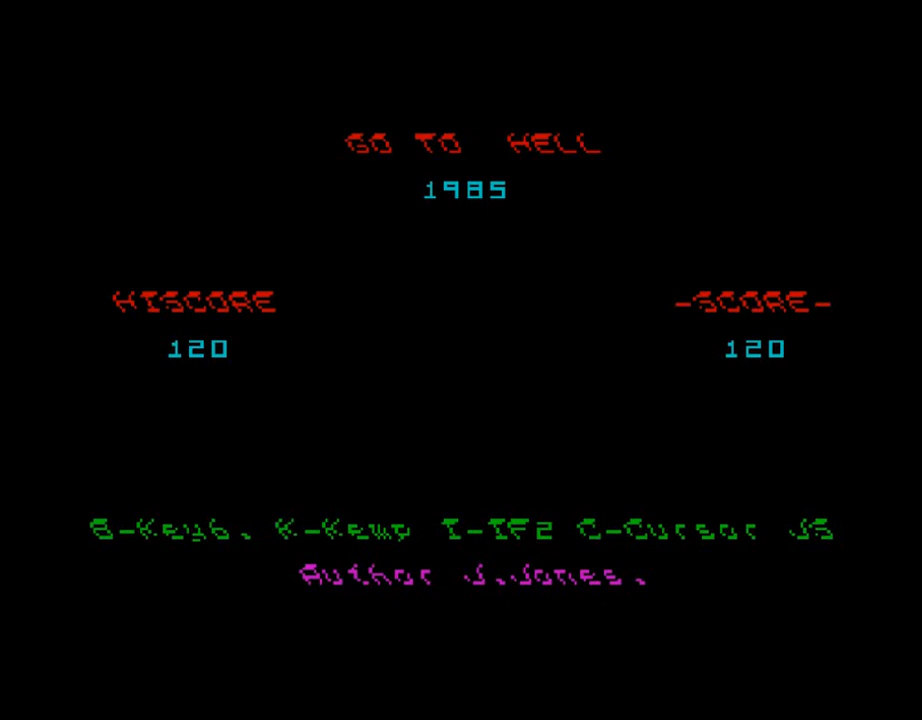 GO TO HELL
1985
HISCORE -SCORE-
120 120
B-Keyb. K-Kemp I-IF2 C-Cursor JS
Author J.Jones.